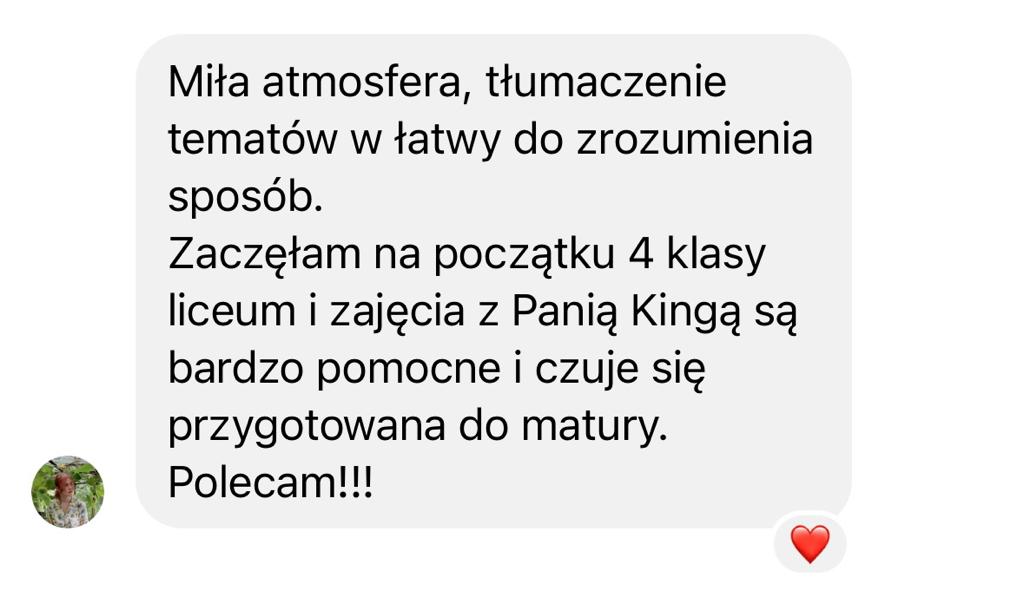 Miła atmosfera, tłumaczenie
tematów w łatwy do zrozumienia
sposób.
Zaczęłam na początku 4 klasy
liceum i zajęcia z Panią Kingą są
bardzo pomocne i czuje się
przygotowana do matury.
Polecam!!!